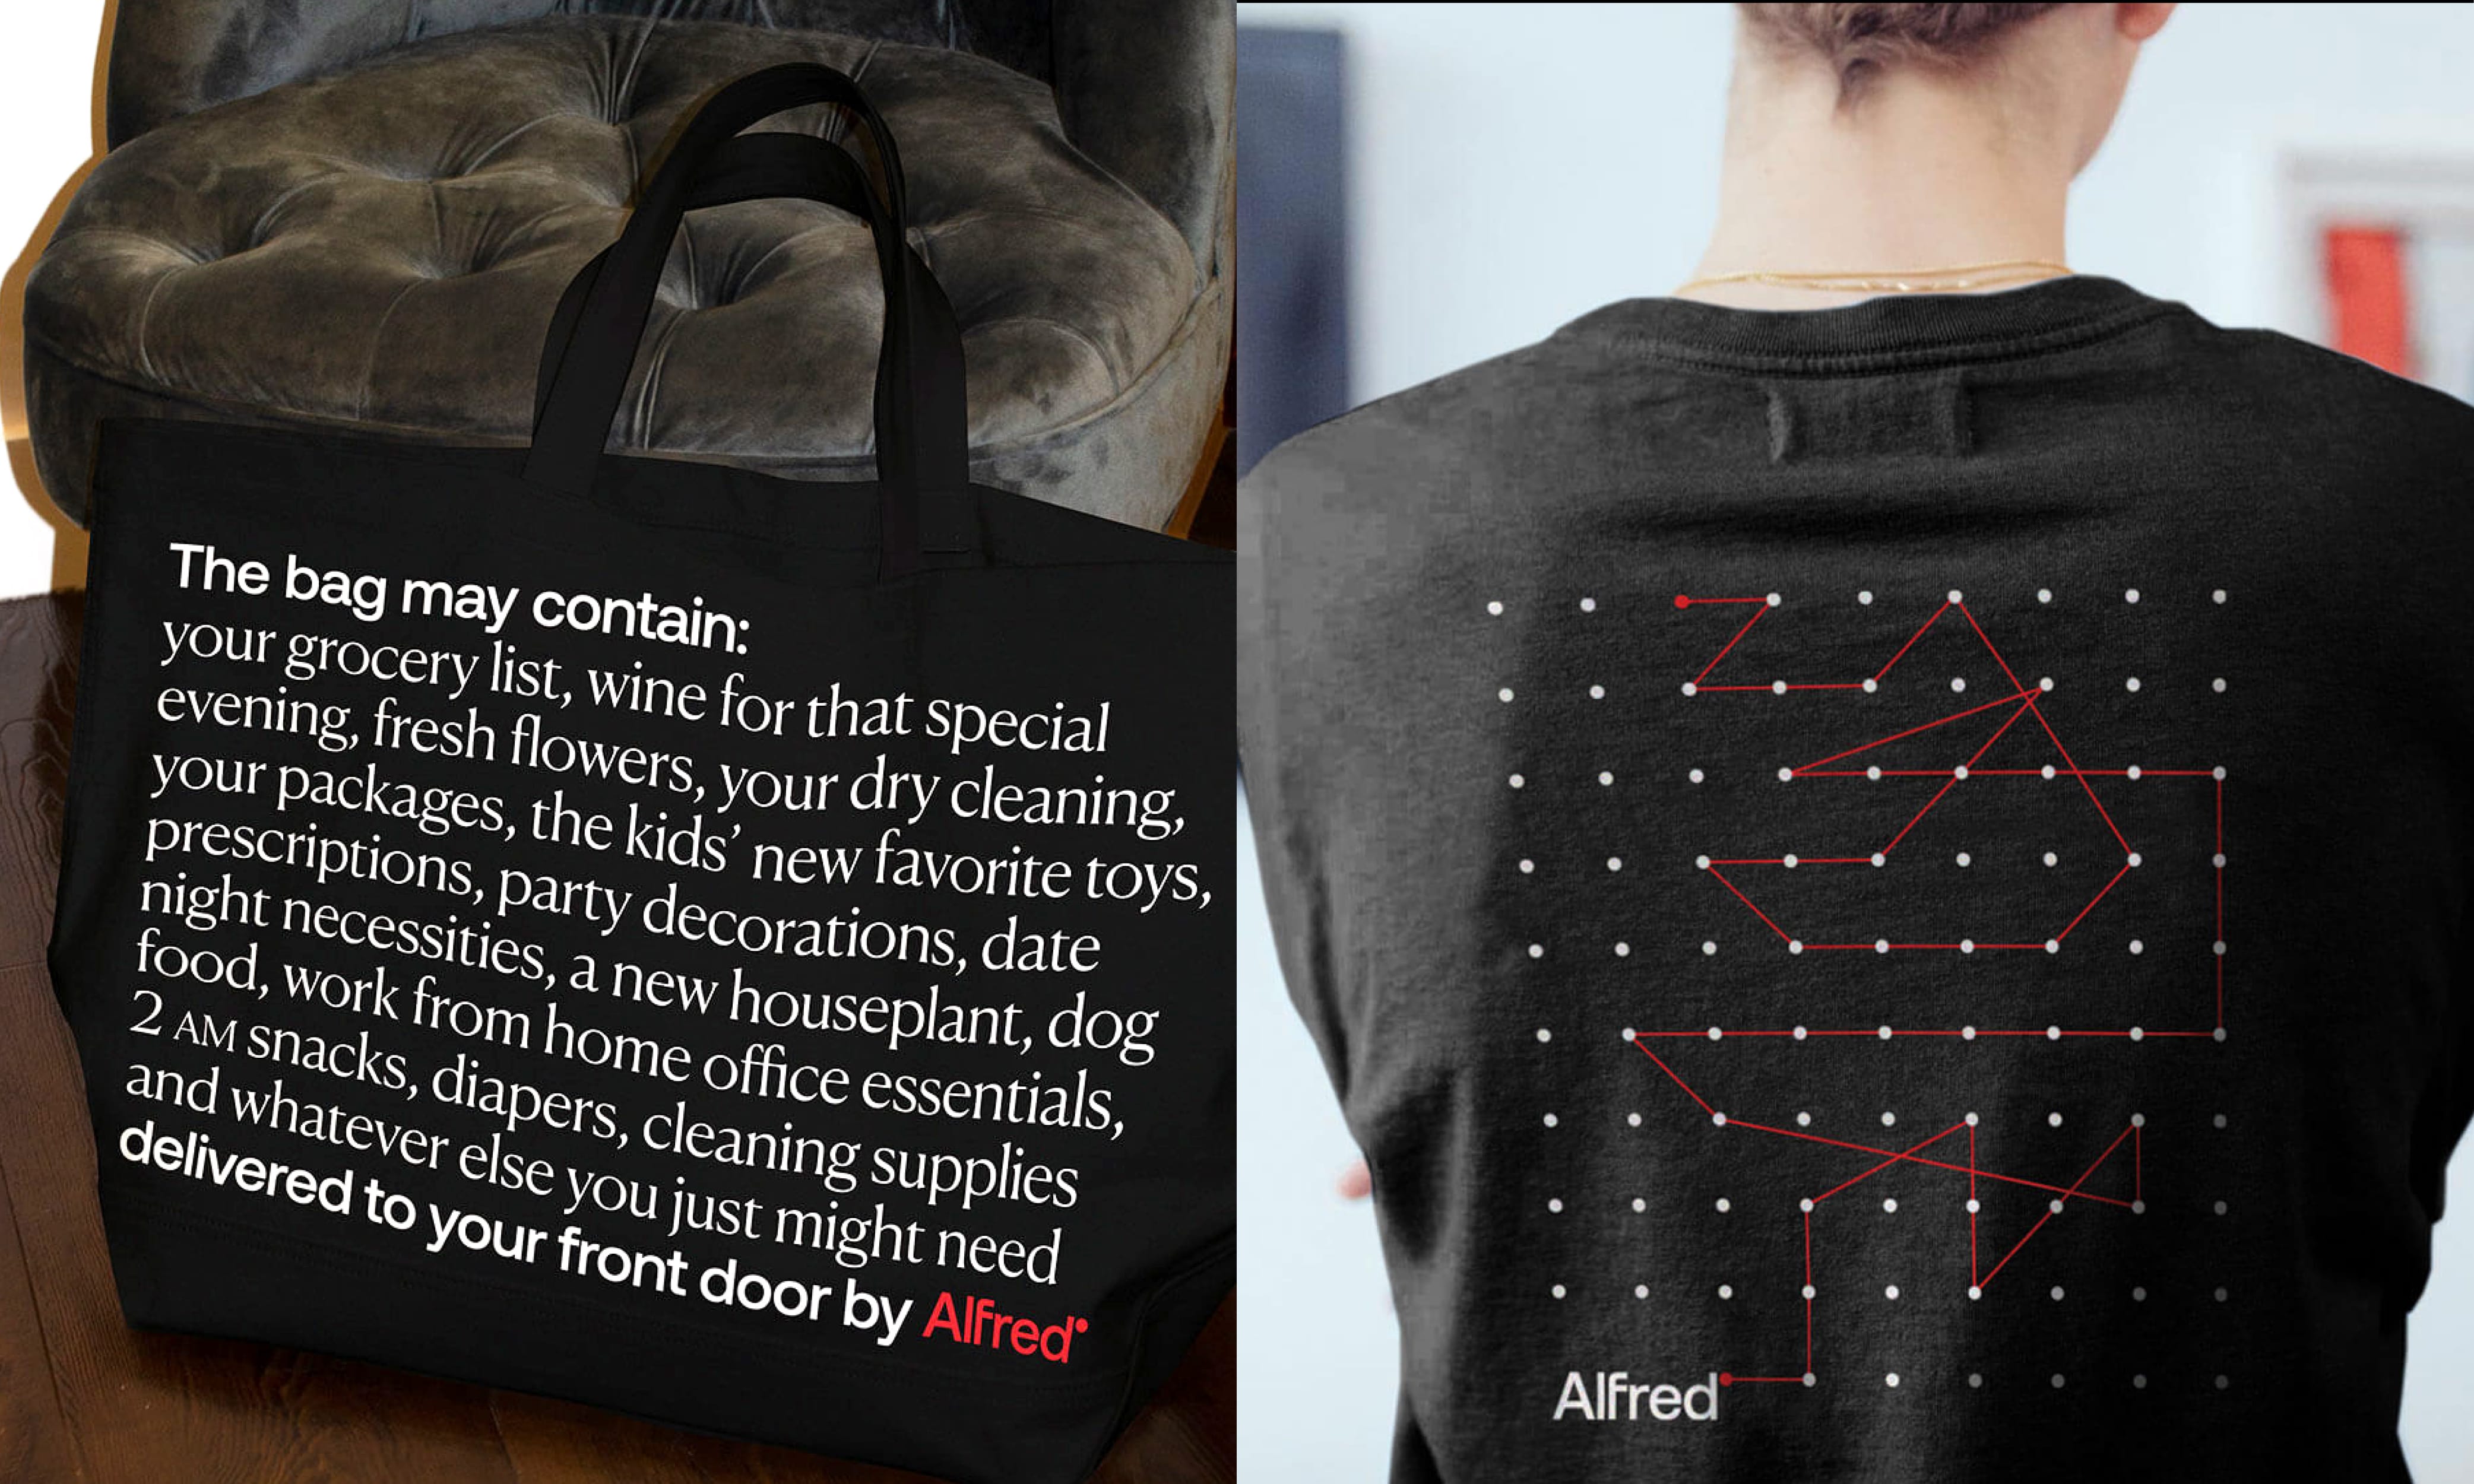 The bag may contain:
your grocery list, wine for that special
evening, fresh flowers, your dry cleaning,
your packages, the kids’ new favorite toys,
prescriptions, party decorations, date
night necessities, a new houseplant, dog
food, work from home office essentials,
2 AM snacks, diapers, cleaning supplies
and whatever else you just might need
delivered to your front door by Alfred
Alfred